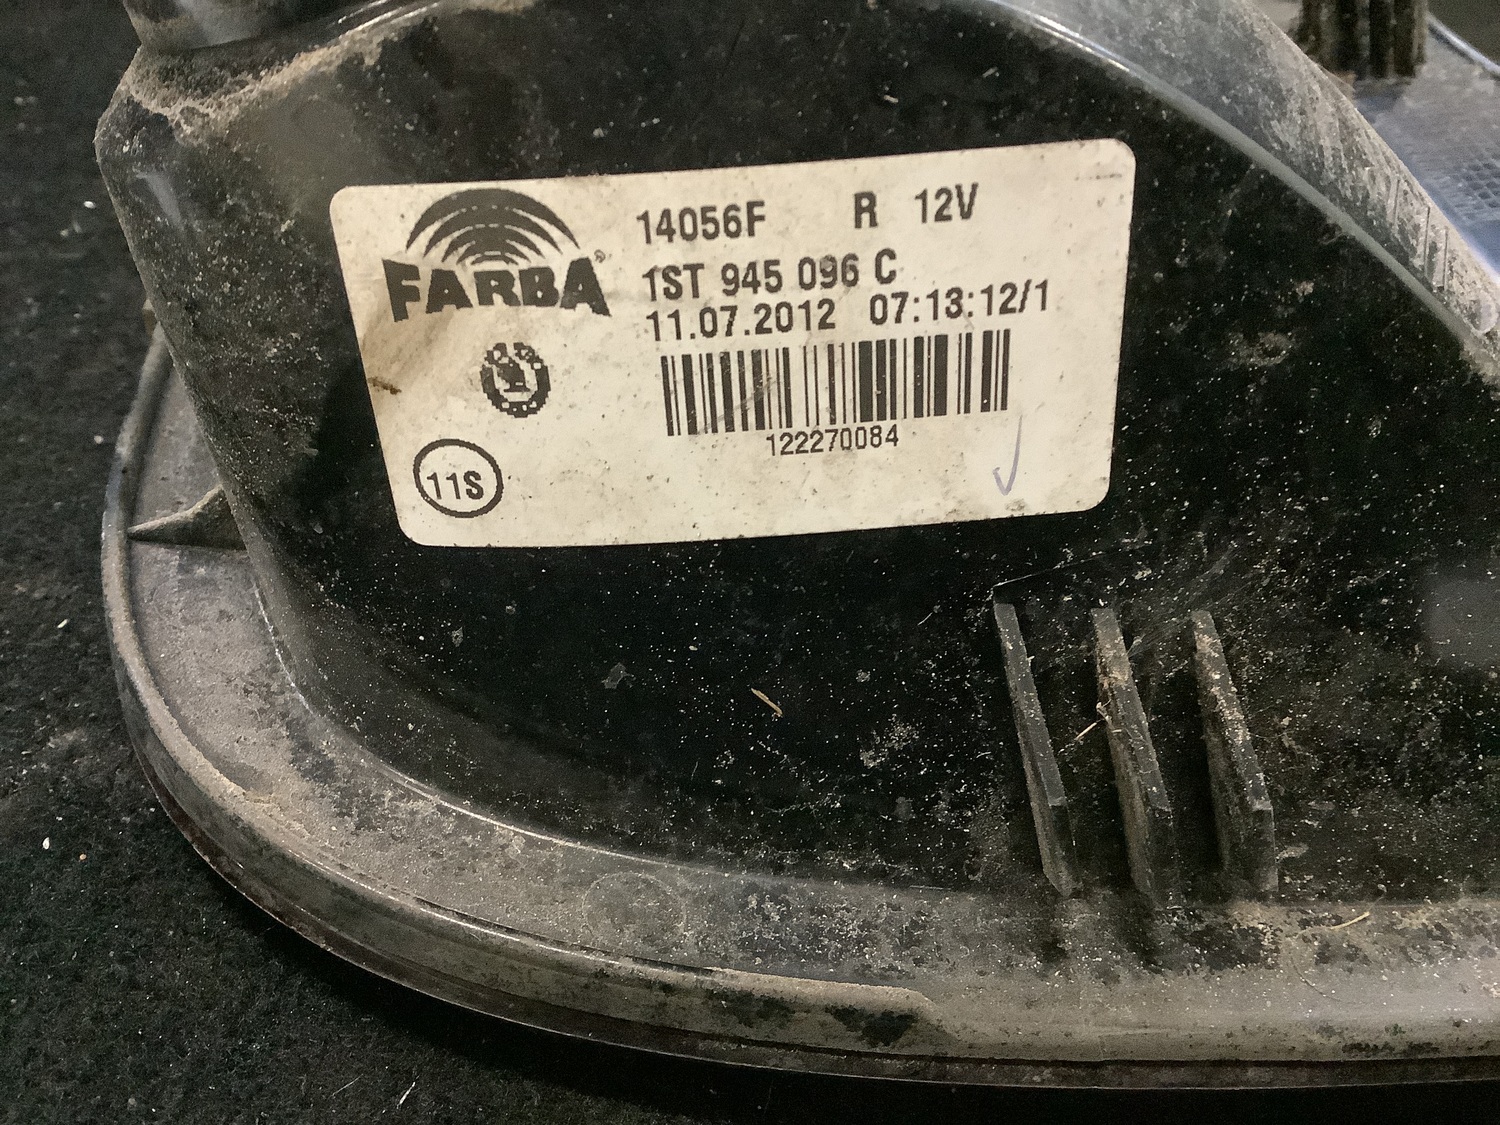 FARBA®
14056F R 12V
1ST 945 096 C
11.07.2012 07:13:12/1
122270084
11S